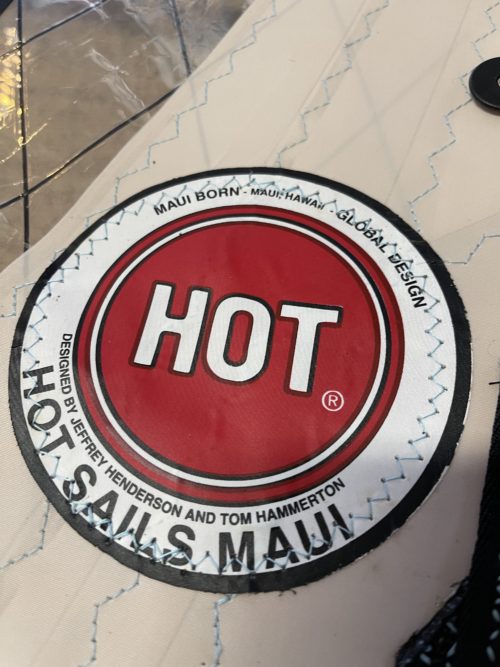 MAUI BORN - MAUI, HAWAII - GLOBAL DESIGN
HOT®
DESIGNED BY JEFFREY HENDERSON AND TOM HAMMERTON
HOT SAILS MAUI